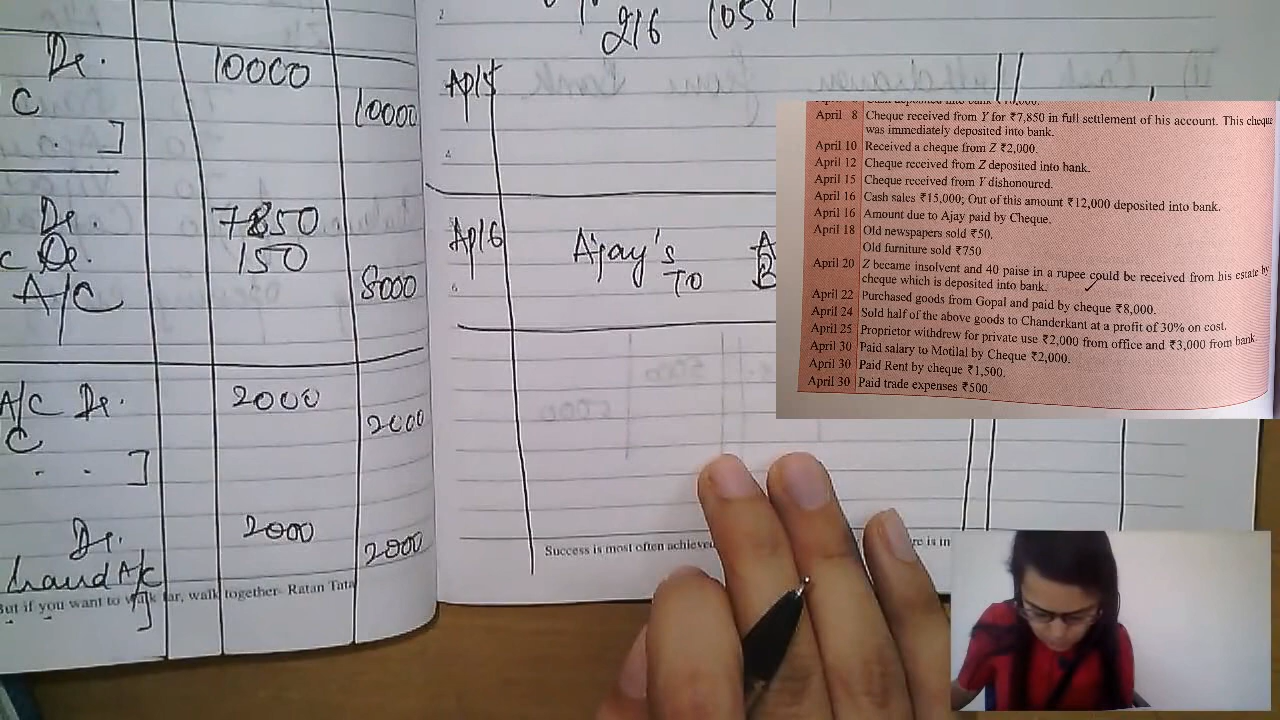 Dr. 10000
C 10000
. ]
Dr. 7850
C Dr. 150
A/C 8000
A/C Dr. 2000
C 2000
. . ]
Dr. 2000
hand A/C 2000
But if you want to walk far, walk together- Ratan Tata
. . ]
2
216 1058
Apl5
4
Apl6 Ajay's A
To B
6
Success is most often achieved
re is in
April 8 Cheque received from Y for ₹7,850 in full settlement of his account. This cheque
was immediately deposited into bank.
April 10 Received a cheque from Z ₹2,000.
April 12 Cheque received from Z deposited into bank.
April 15 Cheque received from Y dishonoured.
April 16 Cash sales ₹15,000; Out of this amount ₹12,000 deposited into bank.
April 16 Amount due to Ajay paid by Cheque.
April 18 Old newspapers sold ₹50.
Old furniture sold ₹750
April 20 Z became insolvent and 40 paise in a rupee could be received from his estate by
cheque which is deposited into bank.
April 22 Purchased goods from Gopal and paid by cheque ₹8,000.
April 24 Sold half of the above goods to Chanderkant at a profit of 30% on cost.
April 25 Proprietor withdrew for private use ₹2,000 from office and ₹3,000 from bank.
April 30 Paid salary to Motilal by Cheque ₹2,000.
April 30 Paid Rent by cheque ₹1,500.
April 30 Paid trade expenses ₹500.